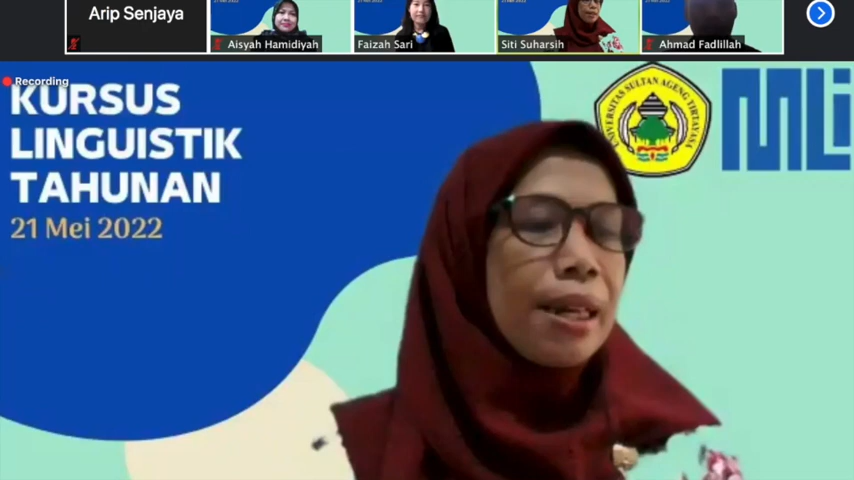 Arip Senjaya
Aisyah Hamidiyah
Faizah Sari
Siti Suharsih
Ahmad Fadlillah
Recording
KURSUS
LINGUISTIK
TAHUNAN
21 Mei 2022
UNIVERSITAS SULTAN AGENG TIRTAYASA
MLi